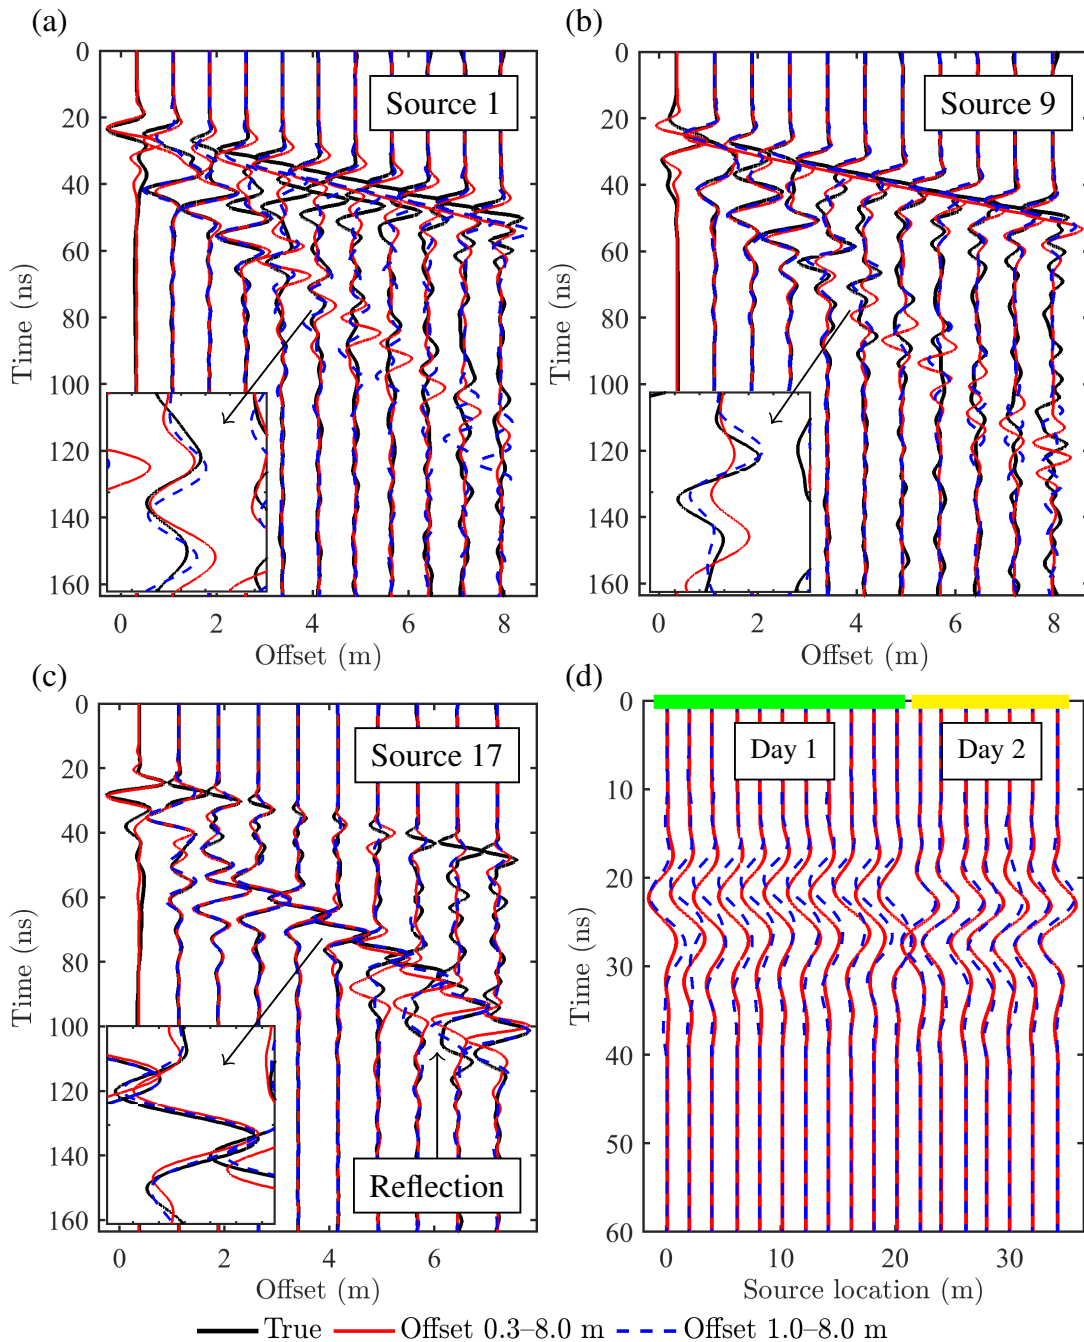 (a)
(b)
0
20
40
60
80
100
120
140
160
Time (ns)
Source 1
0
2
4
6
8
Offset (m)
0
20
40
60
80
100
120
140
160
Time (ns)
Source 9
0
2
4
6
8
Offset (m)
(c)
(d)
0
20
40
60
80
100
120
140
160
Time (ns)
Source 17
Reflection
0
2
4
6
Offset (m)
0
10
20
30
40
50
60
Time (ns)
Day 1
Day 2
0
10
20
30
Source location (m)
True
Offset 0.3–8.0 m
Offset 1.0–8.0 m